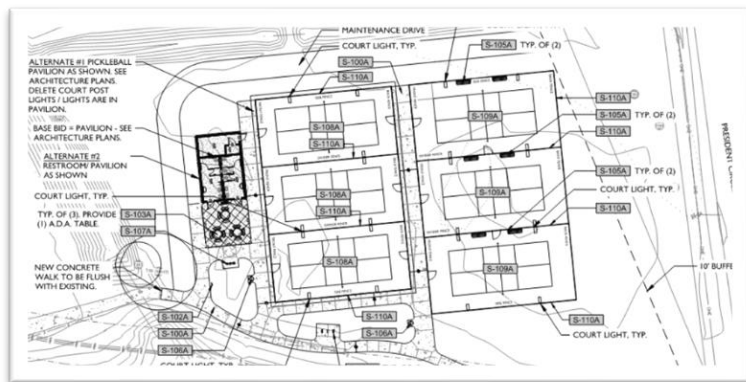 MAINTENANCE DRIVE
COURT LIGHT, TYP.
S-105A TYP. OF (2)
ALTERNATE #1 PICKLEBALL
PAVILION AS SHOWN. SEE
ARCHITECTURE PLANS.
DELETE COURT POST
LIGHTS / LIGHTS ARE IN
PAVILION.
S-100A
S-110A
S-110A
S-105A TYP. OF (2)
S-110A
BASE BID = PAVILION - SEE
ARCHITECTURE PLANS.
S-108A
S-109A
S-110A
ALTERNATE #2
RESTROOM/ PAVILION
AS SHOWN
S-105A TYP. OF (2)
COURT LIGHT, TYP.
S-110A
COURT LIGHT, TYP.
S-108A
S-109A
S-110A
TYP. OF (3). PROVIDE
(1) A.D.A. TABLE.
S-103A
S-107A
S-108A
S-109A
NEW CONCRETE
WALK TO BE FLUSH
WITH EXISTING.
S-102A
S-100A
S-106A
S-110A
S-106A
S-110A
COURT LIGHT, TYP.
10' BUFFE
PRESIDENT
COURT LIGHT, TYP.